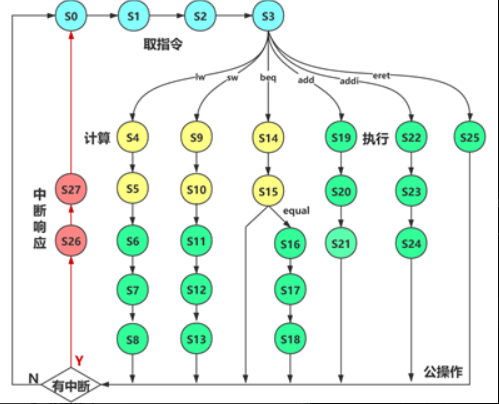 S0 S1 S2 S3
取指令
lw sw beq add addi eret
计算 S4 S9 S14 S19 执行 S22 S25
中断响应
S27 S5 S10 S15 S20 S23
equal
S26 S6 S11 S16 S21 S24
S7 S12 S17
S8 S13 S18
Y
公操作
N 有中断